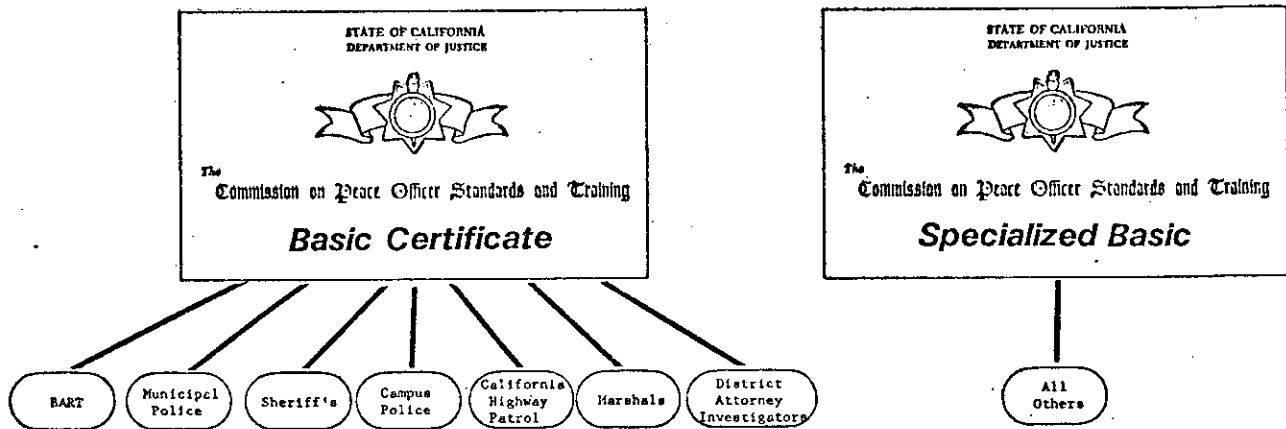 STATE OF CALIFORNIA
DEPARTMENT OF JUSTICE
The
Commission on Peace Officer Standards and Training
Basic Certificate
BART
Municipal
Police
Sheriff's
Campus
Police
California
Highway
Patrol
Marshals
District
Attorney
Investigators
STATE OF CALIFORNIA
DEPARTMENT OF JUSTICE
The
Commission on Peace Officer Standards and Training
Specialized Basic
All
Others